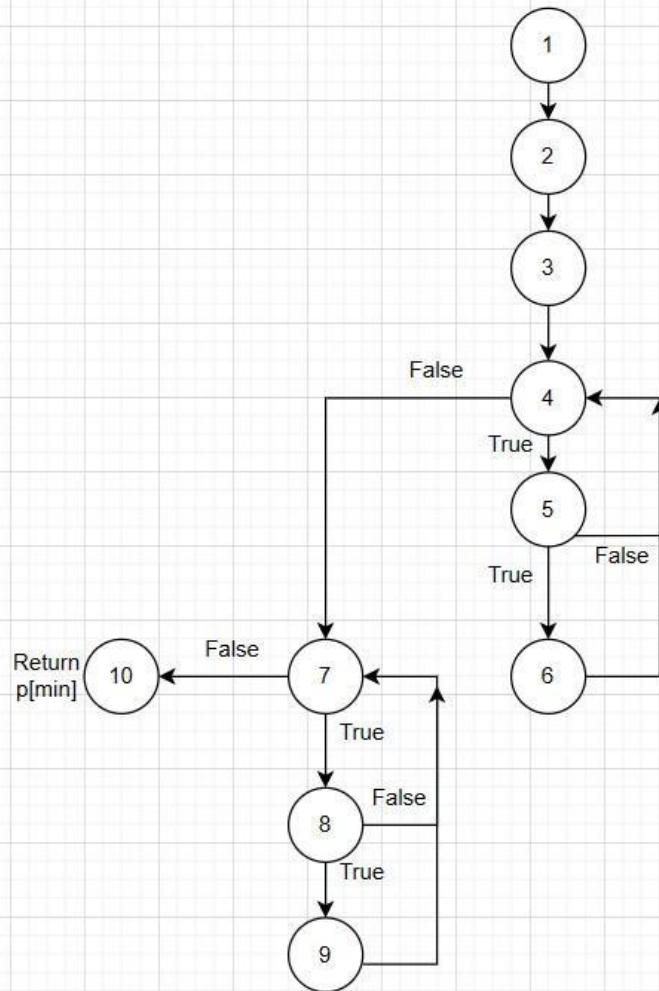 1
2
3
False
4
True
5
False
True
Return
p[min]
10
False
7
6
True
False
8
True
9